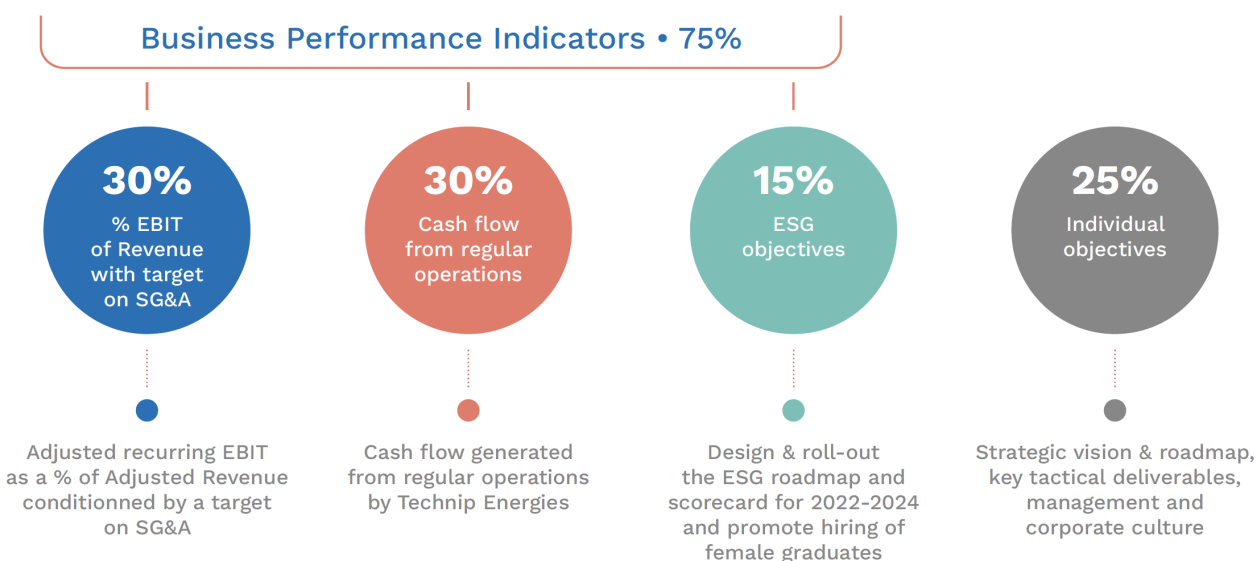 Business Performance Indicators • 75%
30%
% EBIT
of Revenue
with target
on SG&A
30%
Cash flow
from regular
operations
15%
ESG
objectives
25%
Individual
objectives
Adjusted recurring EBIT
as a % of Adjusted Revenue
conditionned by a target
on SG&A
Cash flow generated
from regular operations
by Technip Energies
Design & roll-out
the ESG roadmap and
scorecard for 2022-2024
and promote hiring of
female graduates
Strategic vision & roadmap,
key tactical deliverables,
management and
corporate culture